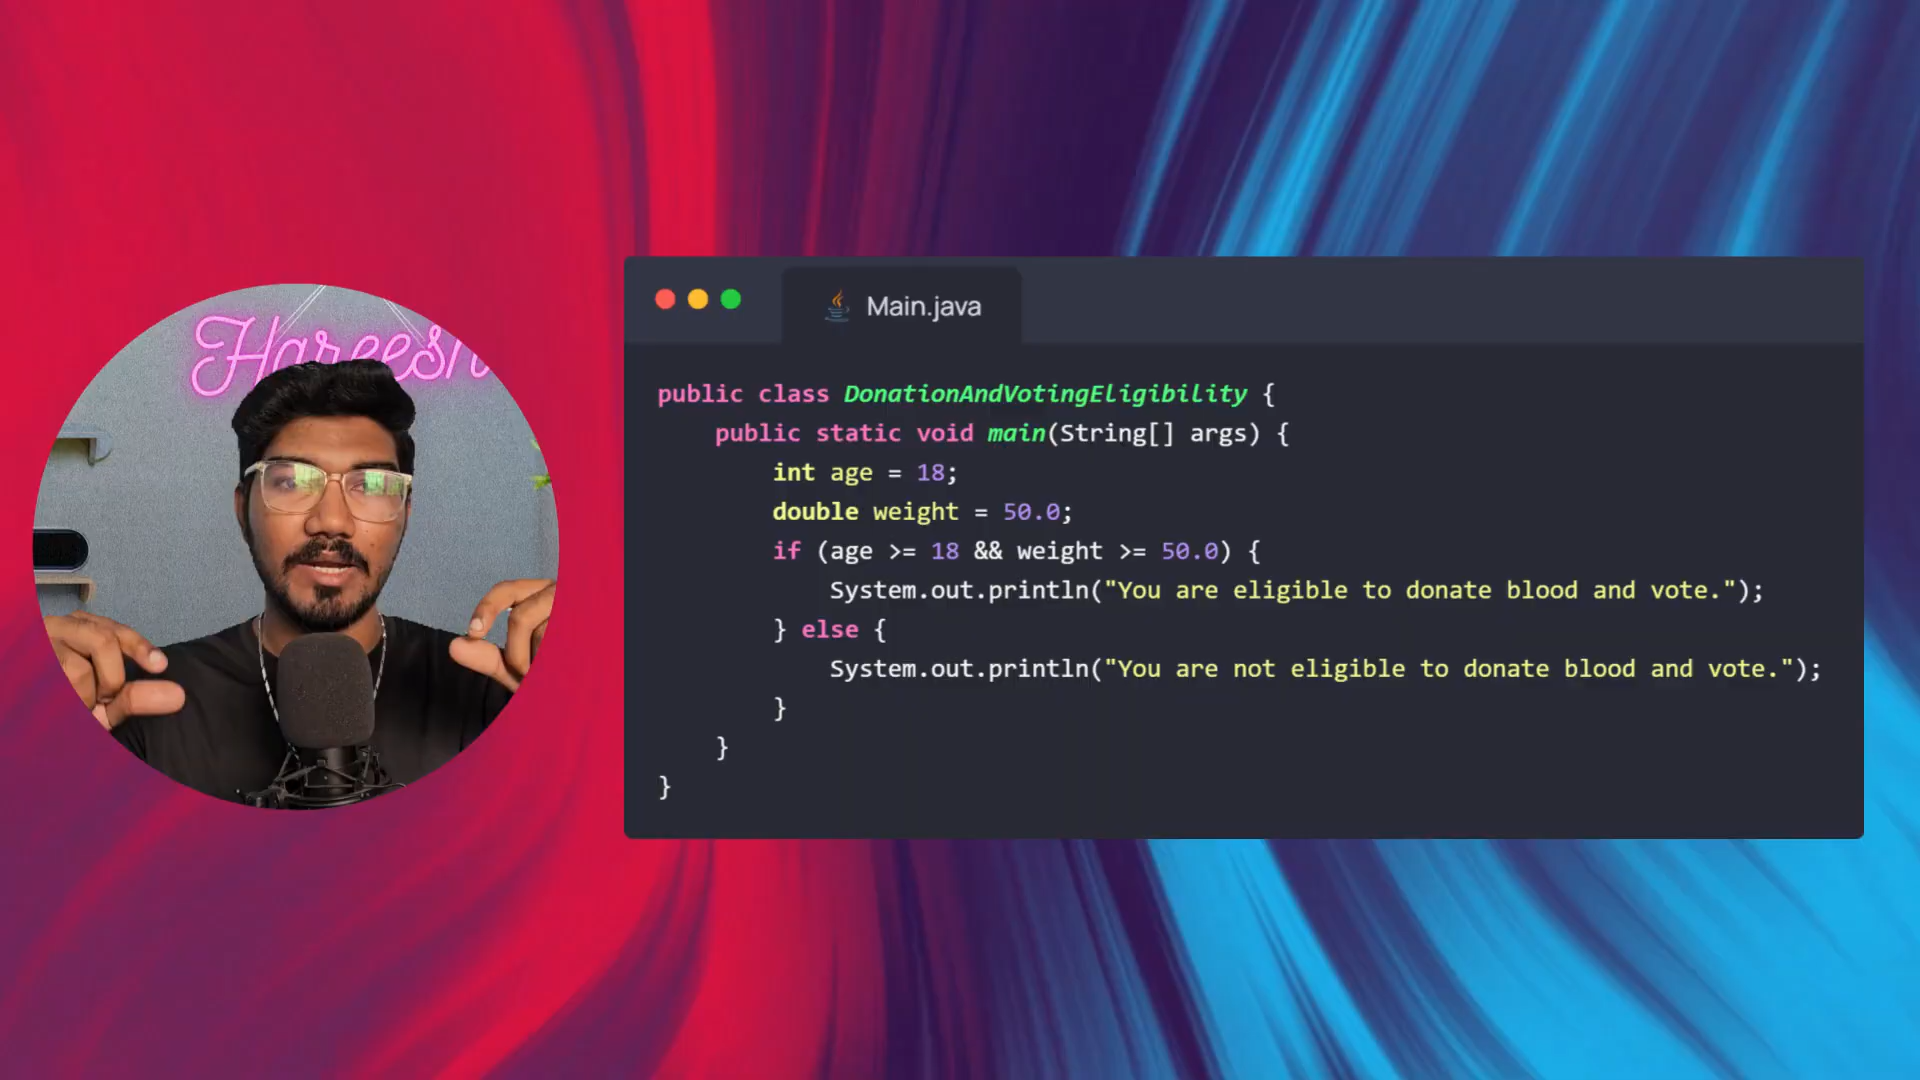 Hareesh
Main.java
public class DonationAndVotingEligibility {
public static void main(String[] args) {
int age = 18;
double weight = 50.0;
if (age >= 18 && weight >= 50.0) {
System.out.println("You are eligible to donate blood and vote.");
} else {
System.out.println("You are not eligible to donate blood and vote.");
}
}
}